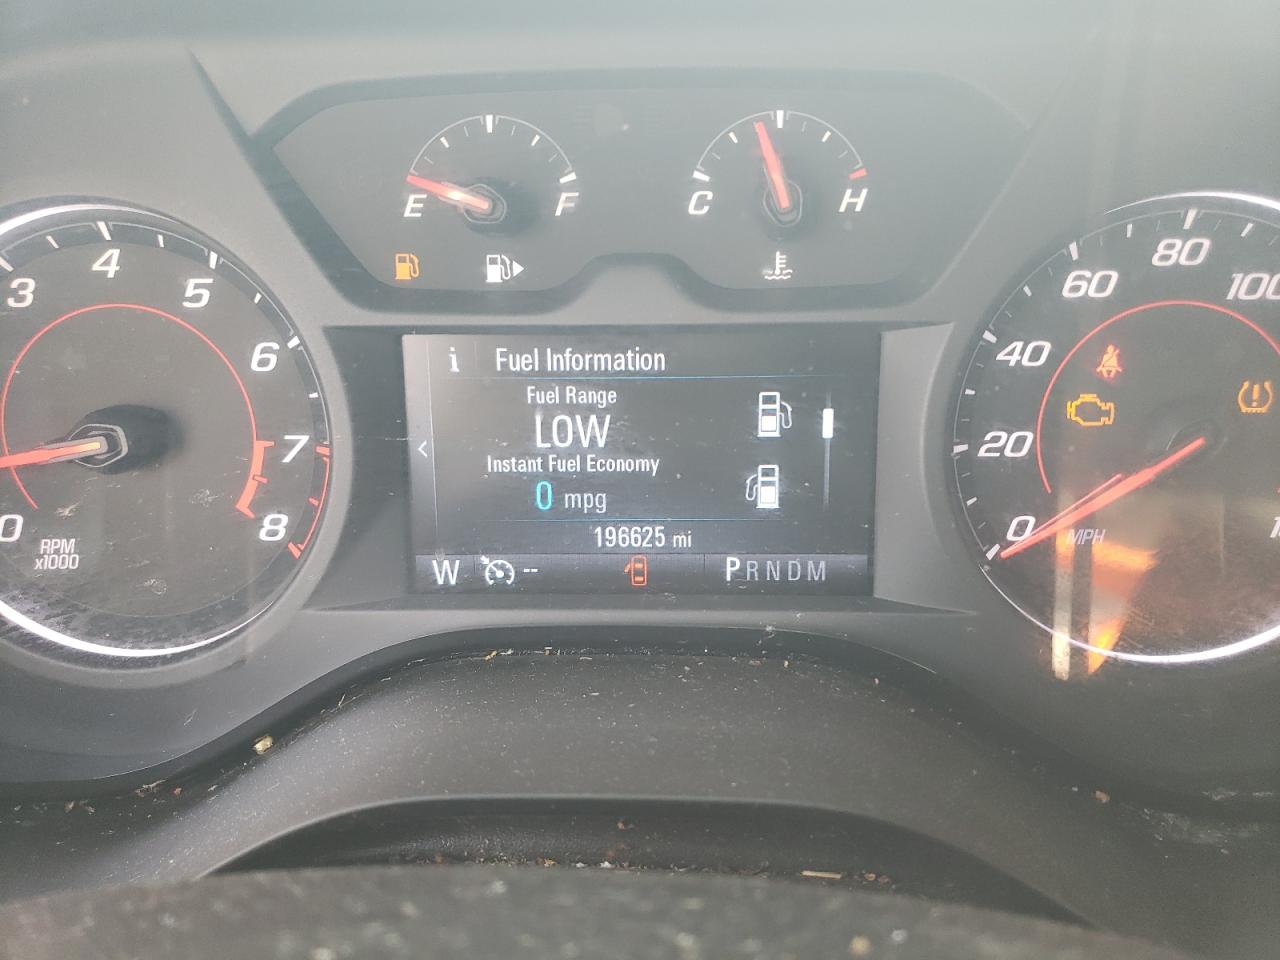 E F
C H
3 4 5 6 7 8
0
RPM
x1000
i Fuel Information
Fuel Range
LOW
Instant Fuel Economy
0 mpg
196625 mi
W -- PRNDM
0 20 40 60 80 100
MPH